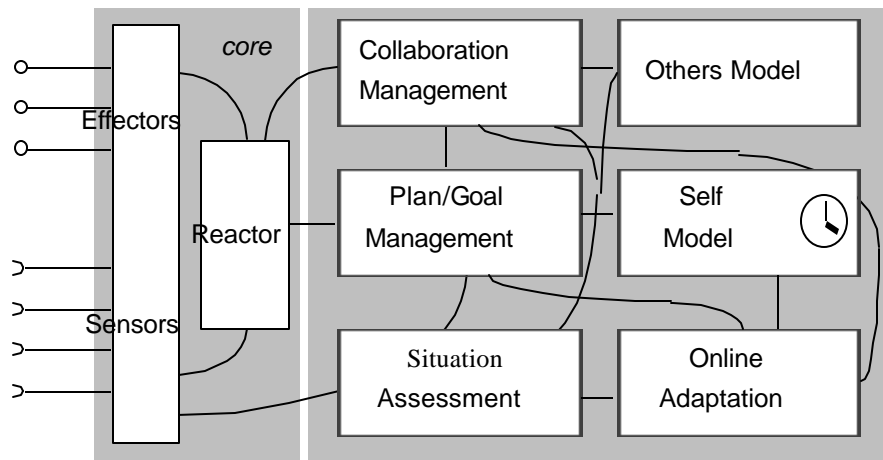 core
Effectors
Sensors
Reactor
Collaboration
Management
Others Model
Plan/Goal
Management
Self
Model
Situation
Assessment
Online
Adaptation